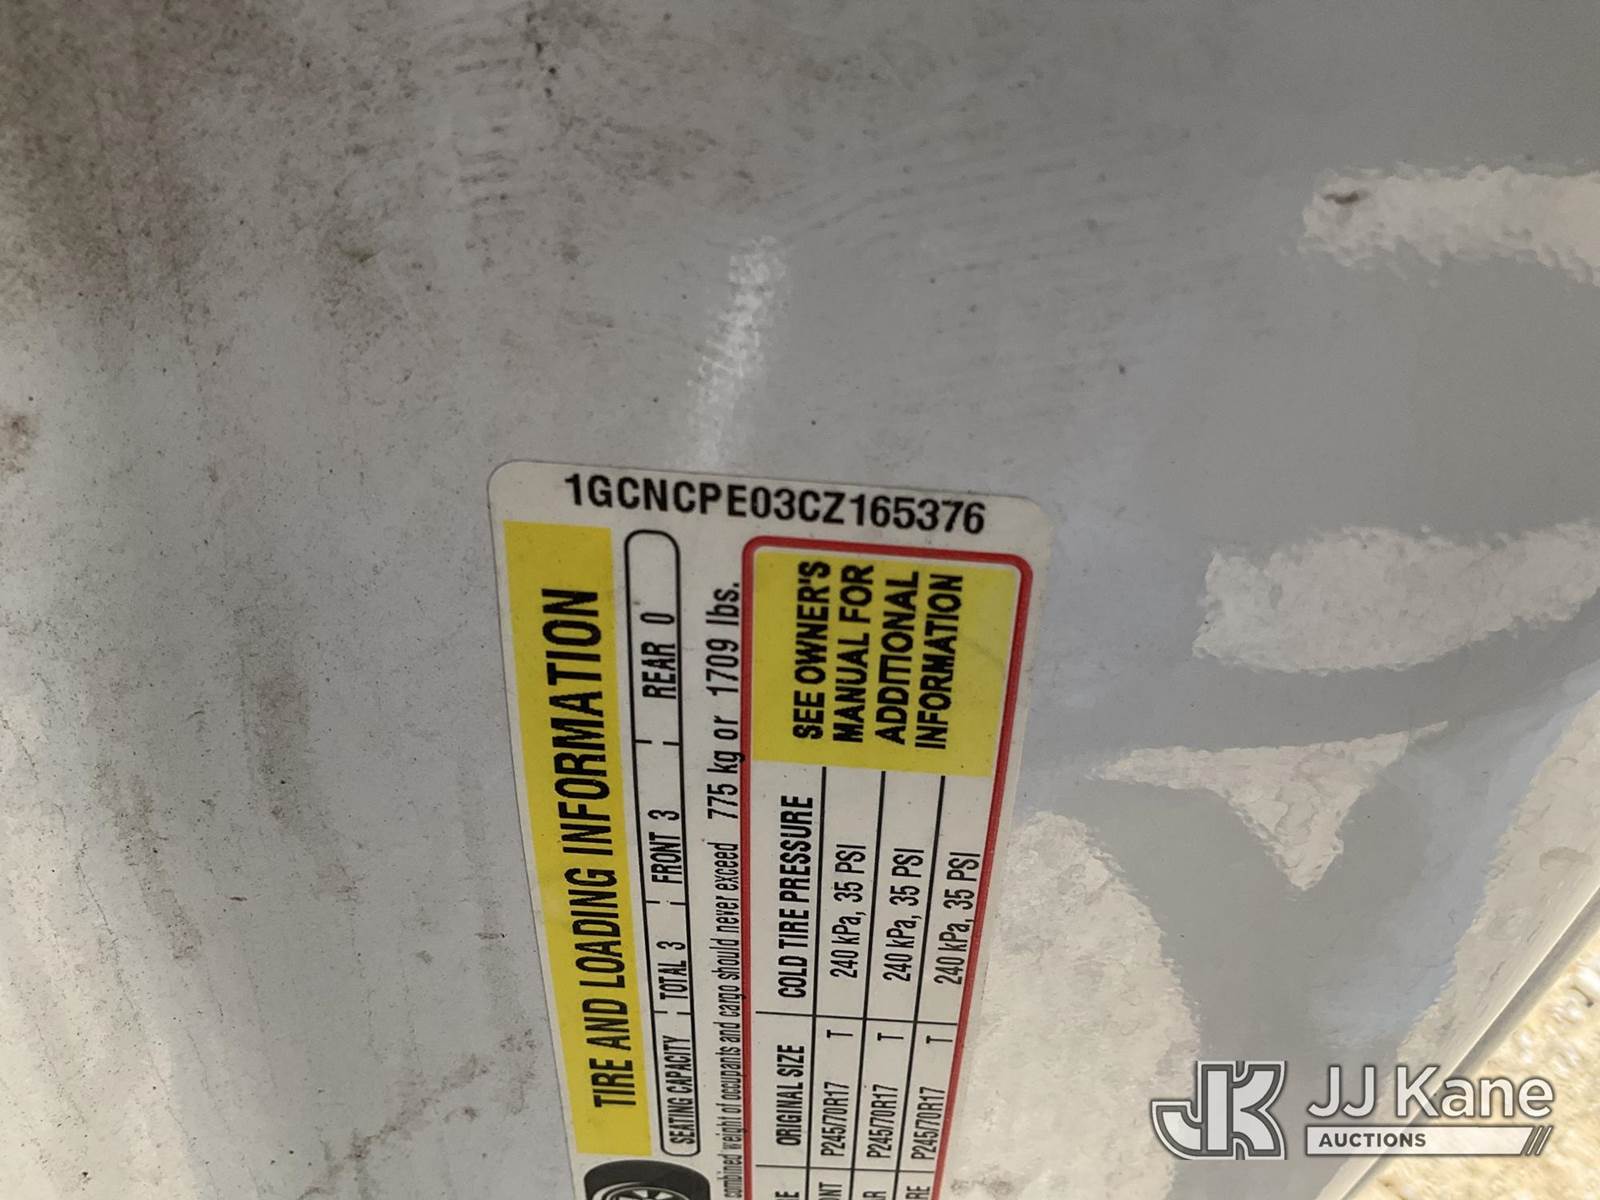 1GCNCPE03CZ165376
TIRE AND LOADING INFORMATION
SEATING CAPACITY TOTAL 3 FRONT 3 REAR 0
combined weight of occupants and cargo should never exceed 775 kg or 1709 lbs.
ORIGINAL SIZE COLD TIRE PRESSURE
P245/70R17 T 240 kPa, 35 PSI
P245/70R17 T 240 kPa, 35 PSI
P245/70R17 T 240 kPa, 35 PSI
SEE OWNER'S
MANUAL FOR
ADDITIONAL
INFORMATION
JK JJ Kane
AUCTIONS